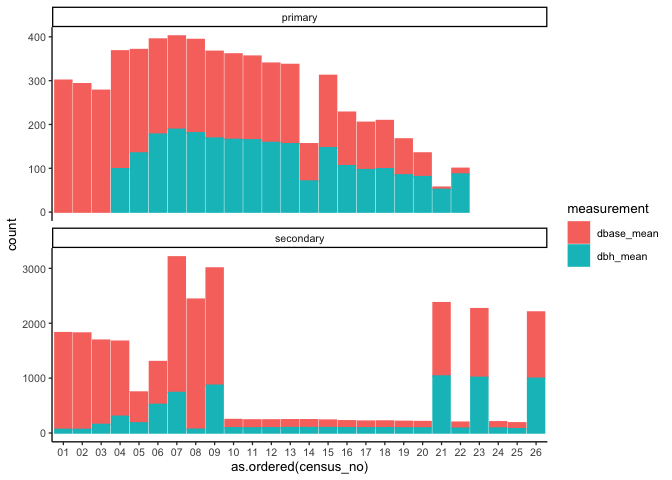 primary
400
300
200
100
0
secondary
3000
2000
1000
0
01 02 03 04 05 06 07 08 09 10 11 12 13 14 15 16 17 18 19 20 21 22 23 24 25 26
as.ordered(census_no)
count
measurement
dbase_mean
dbh_mean